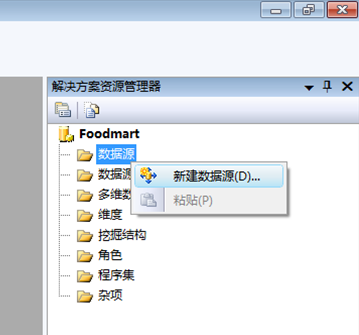 解决方案资源管理器
Foodmart
数据源
数据源
新建数据源(D)...
多维数
粘贴(P)
维度
挖掘结构
角色
程序集
杂项